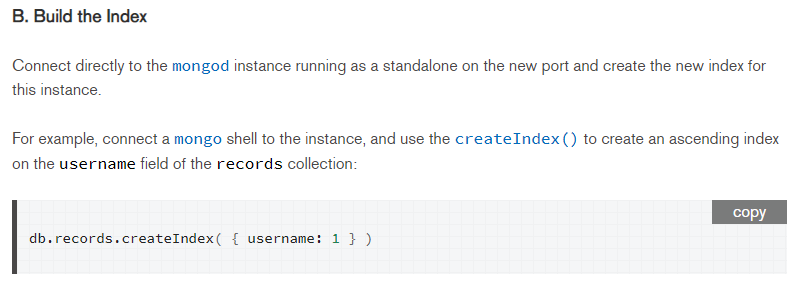 B. Build the Index
Connect directly to the mongod instance running as a standalone on the new port and create the new index for
this instance.
For example, connect a mongo shell to the instance, and use the createIndex() to create an ascending index
on the username field of the records collection:
copy
db.records.createIndex( { username: 1 } )